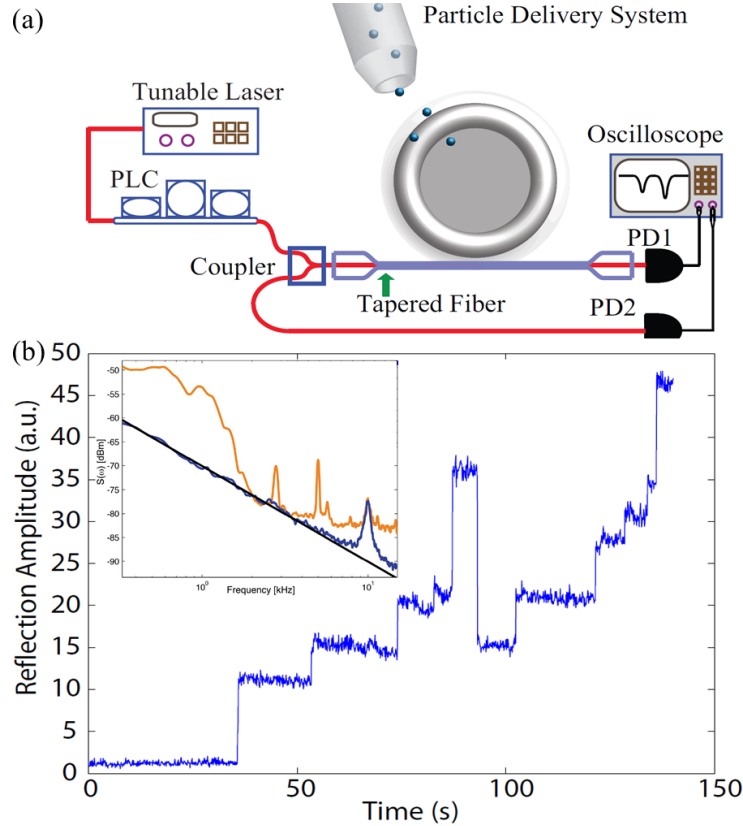 (a)
Particle Delivery System
Tunable Laser
Oscilloscope
PLC
PD1
Coupler
Tapered Fiber
PD2
(b)
50
45
40
35
30
25
20
15
10
5
0
Reflection Amplitude (a.u.)
-50
-55
-60
-65
-70
-75
-80
-85
-90
S(ω) [dBm]
10⁰
Frequency [kHz]
10¹
0
50
100
150
Time (s)